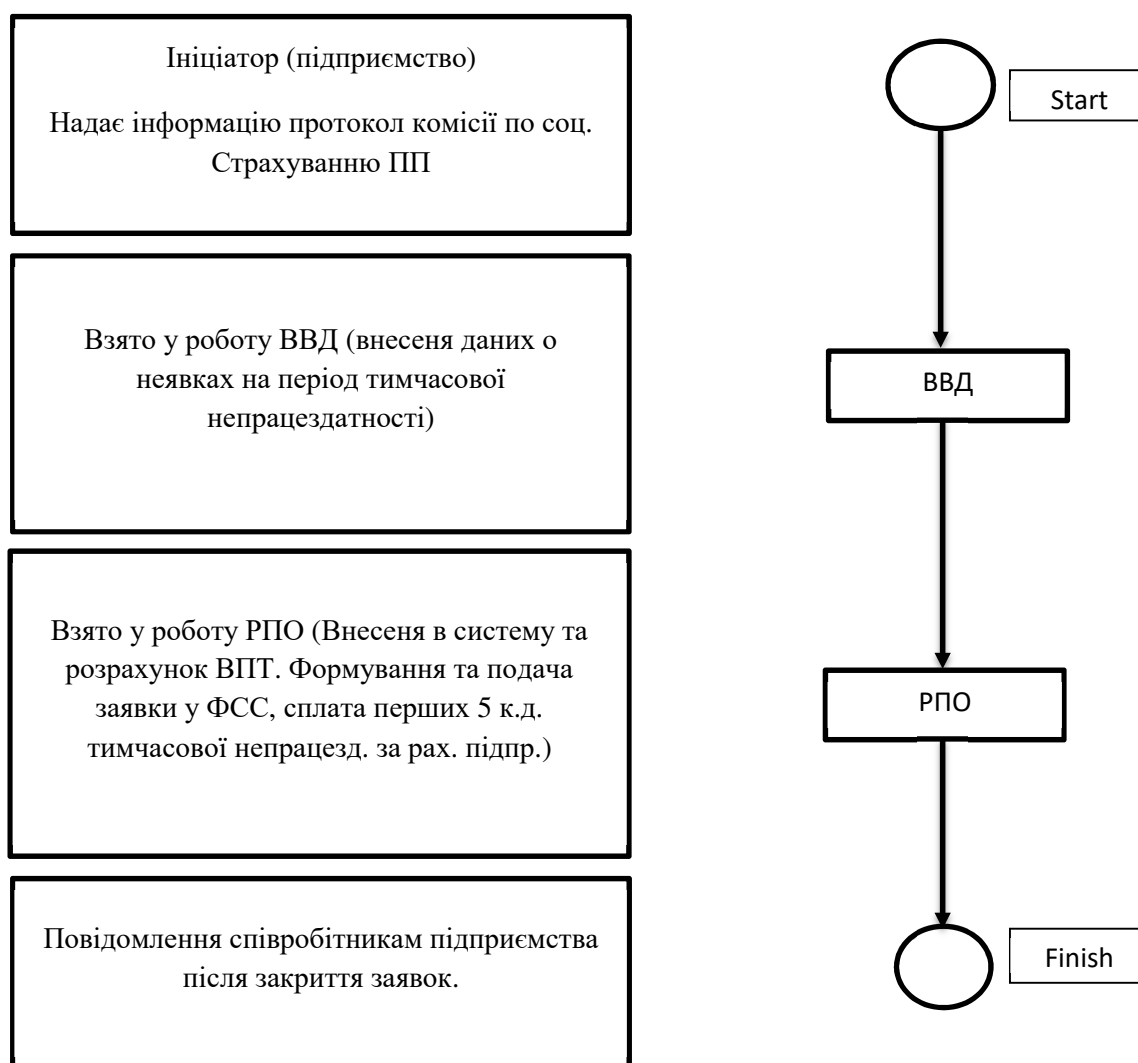 Ініціатор (підприємство)
Надає інформацію протокол комісії по соц.
Страхуванню ПП
Start
Взято у роботу ВВД (внесеня даних о
неявках на період тимчасової
непрацездатності)
ВВД
Взято у роботу РПО (Внесеня в систему та
розрахунок ВПТ. Формування та подача
заявки у ФСС, сплата перших 5 к.д.
тимчасової непрацезд. за рах. підпр.)
РПО
Повідомлення співробітникам підприємства
після закриття заявок.
Finish